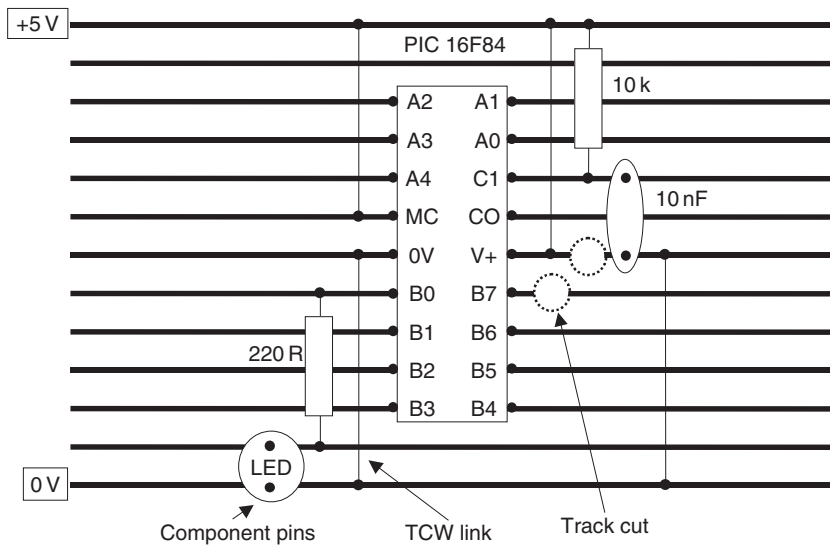 +5 V
PIC 16F84
10 k
A2 A1
A3 A0
A4 C1
10 nF
MC CO
0V V+
B0 B7
B1 B6
220 R
B2 B5
B3 B4
LED
0 V
Component pins
TCW link
Track cut